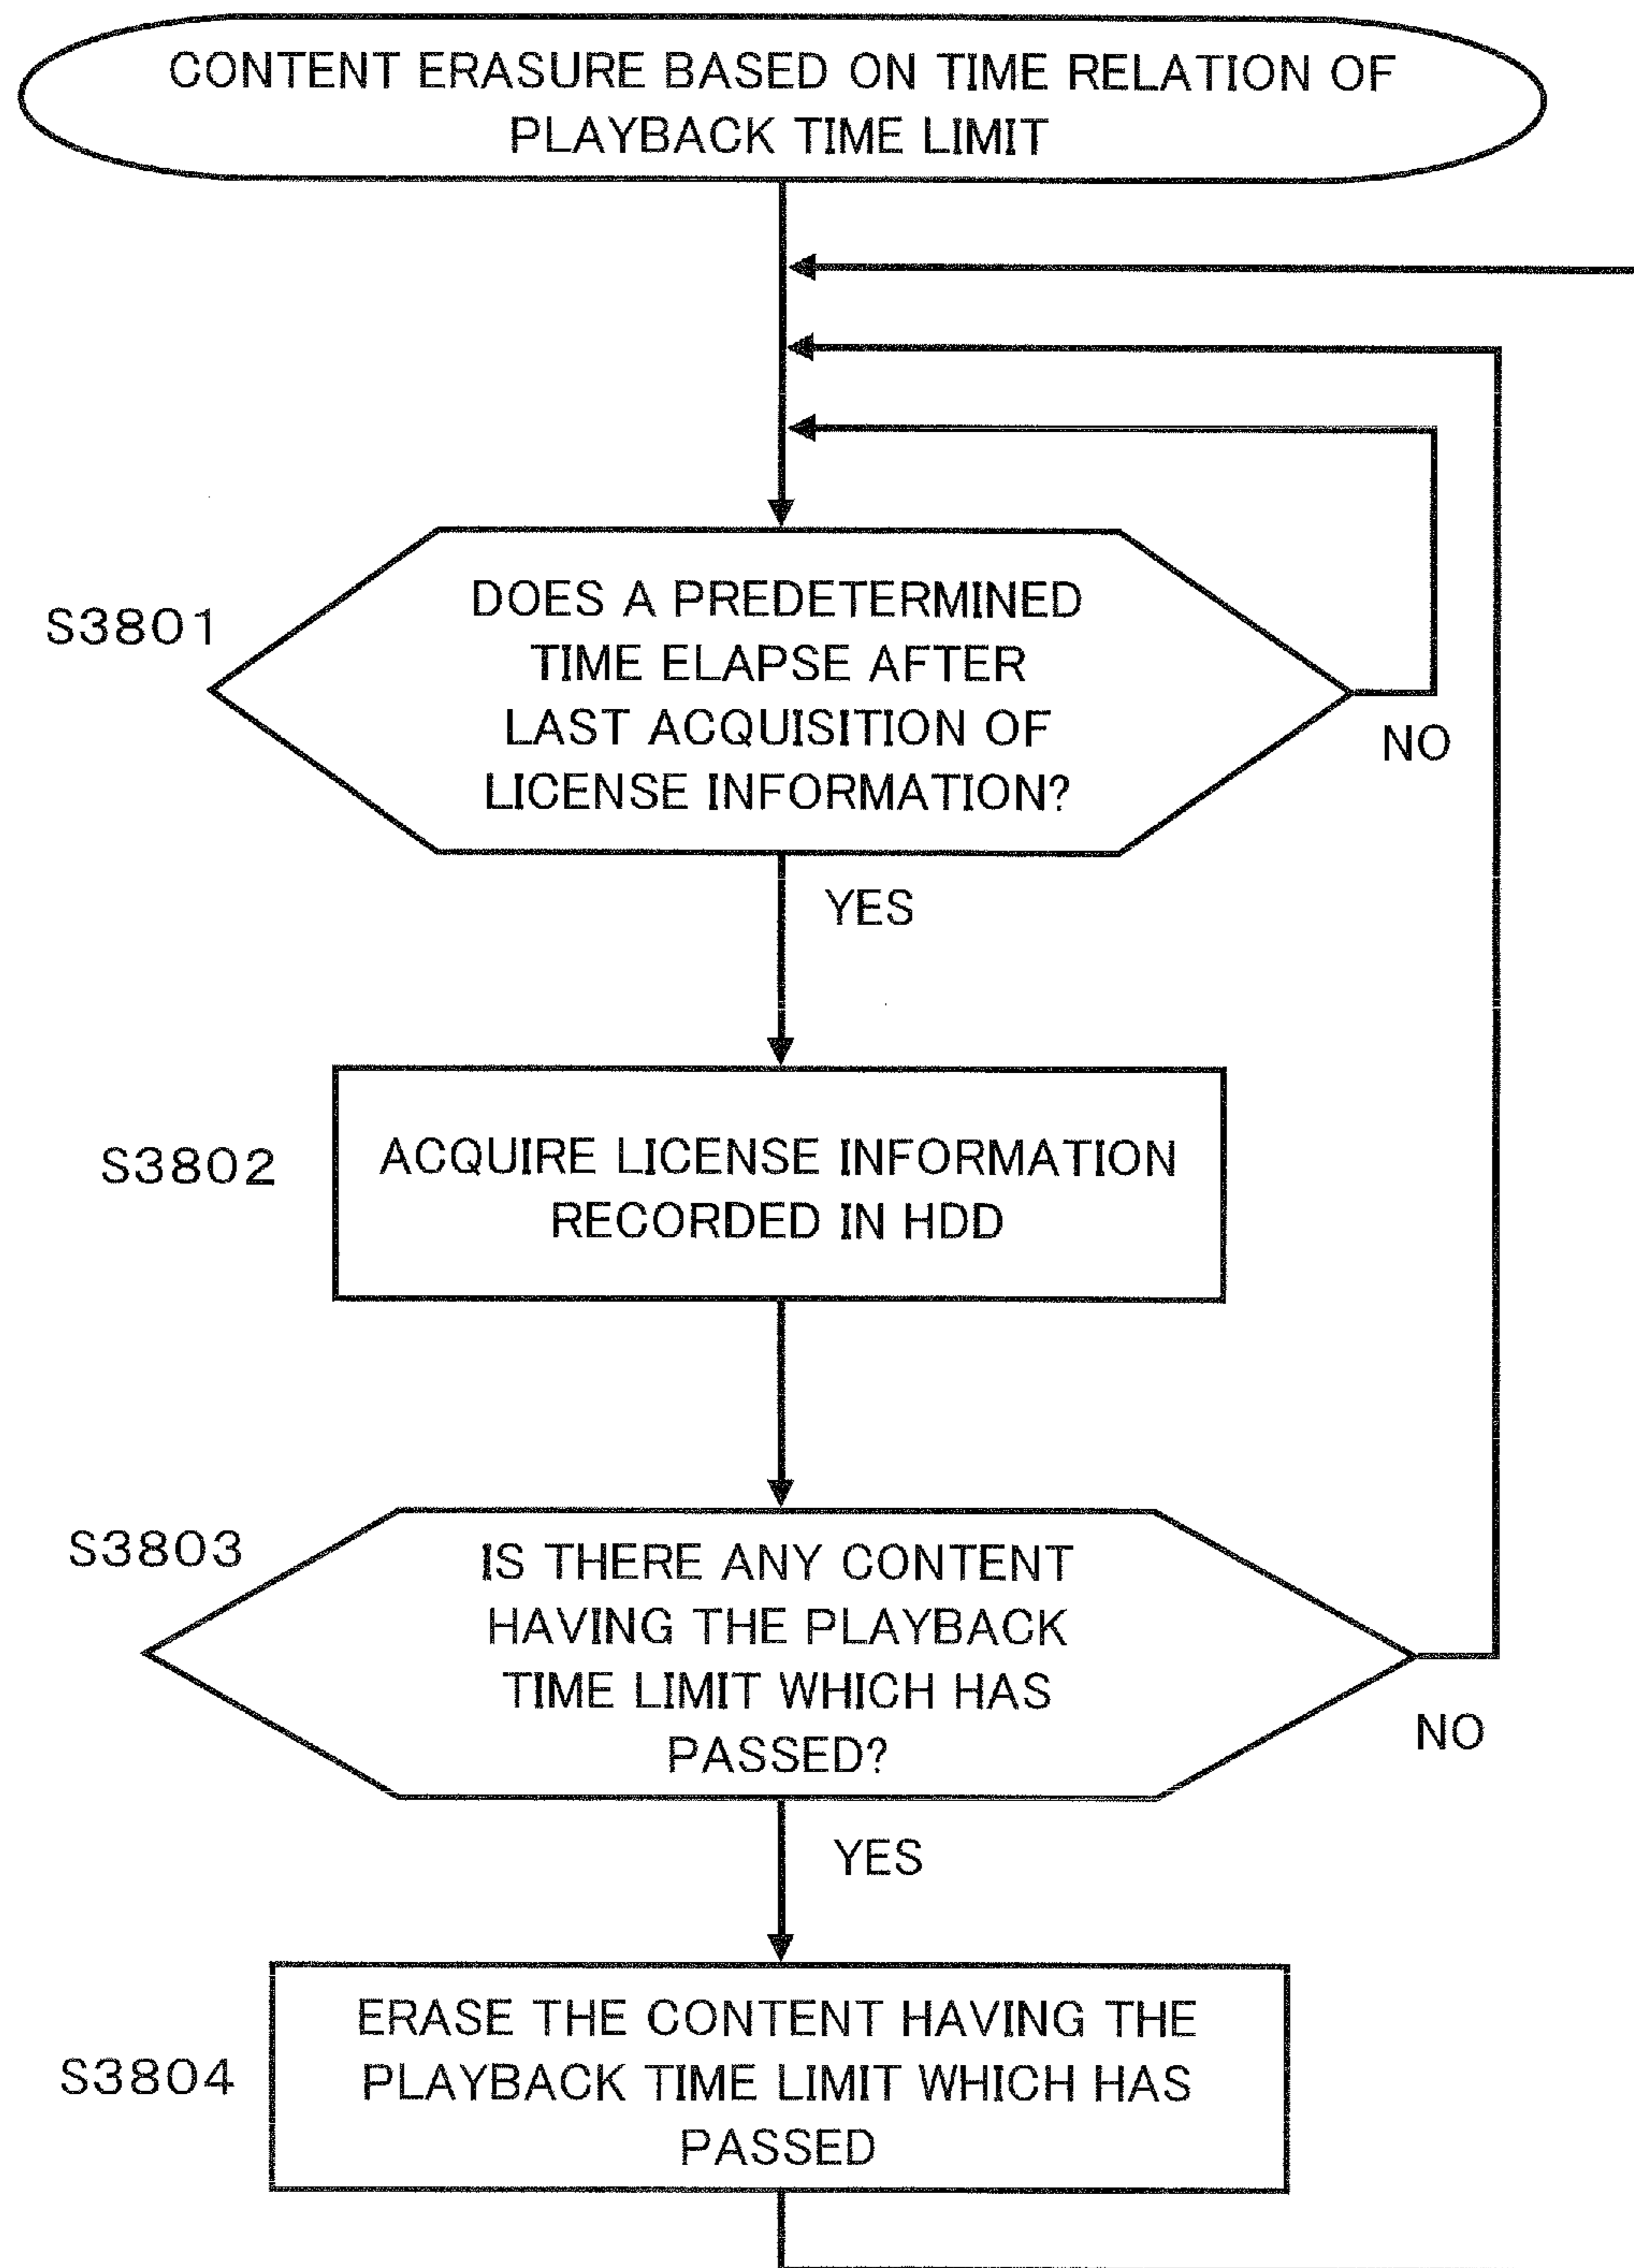 CONTENT ERASURE BASED ON TIME RELATION OF
PLAYBACK TIME LIMIT
S3801
DOES A PREDETERMINED
TIME ELAPSE AFTER
LAST ACQUISITION OF
LICENSE INFORMATION?
NO
YES
S3802
ACQUIRE LICENSE INFORMATION
RECORDED IN HDD
S3803
IS THERE ANY CONTENT
HAVING THE PLAYBACK
TIME LIMIT WHICH HAS
PASSED?
NO
YES
S3804
ERASE THE CONTENT HAVING THE
PLAYBACK TIME LIMIT WHICH HAS
PASSED